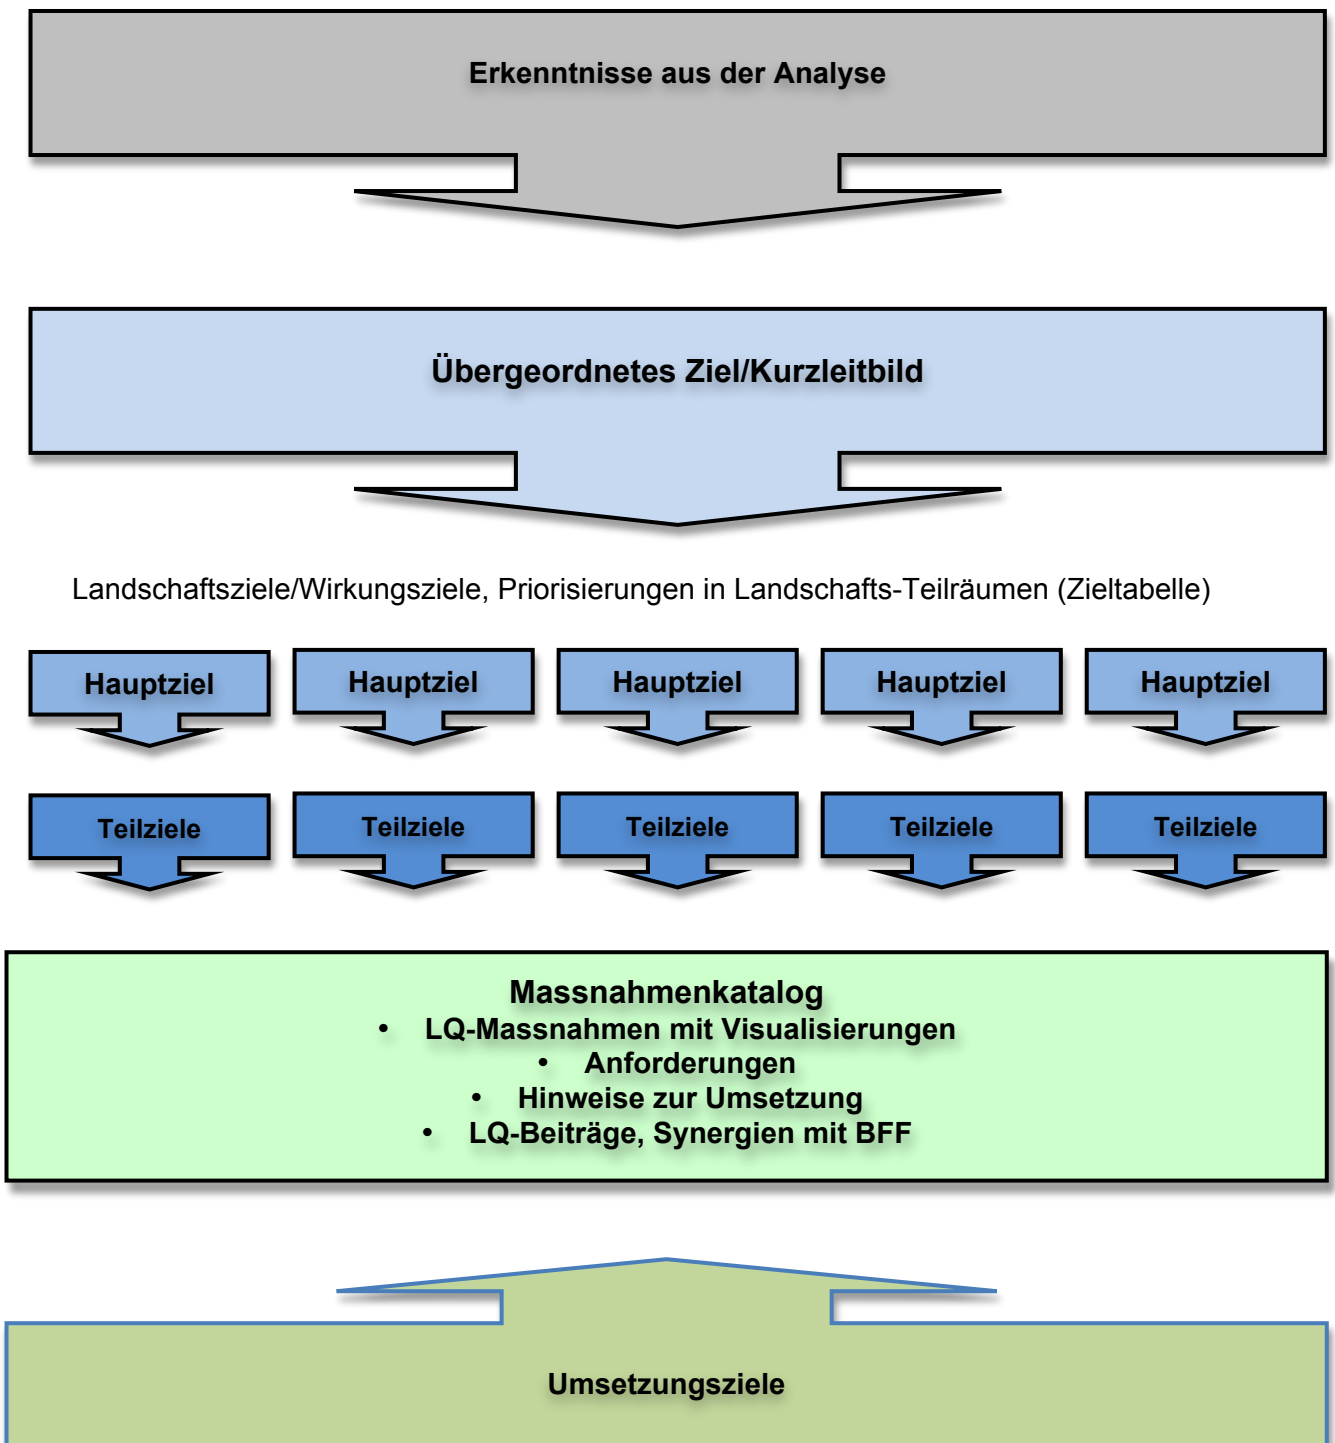 Erkenntnisse aus der Analyse
Übergeordnetes Ziel/Kurzleitbild
Landschaftsziele/Wirkungsziele, Priorisierungen in Landschafts-Teilräumen (Zieltabelle)
Hauptziel Hauptziel Hauptziel Hauptziel Hauptziel
Teilziele Teilziele Teilziele Teilziele Teilziele
Massnahmenkatalog
• LQ-Massnahmen mit Visualisierungen
• Anforderungen
• Hinweise zur Umsetzung
• LQ-Beiträge, Synergien mit BFF
Umsetzungsziele